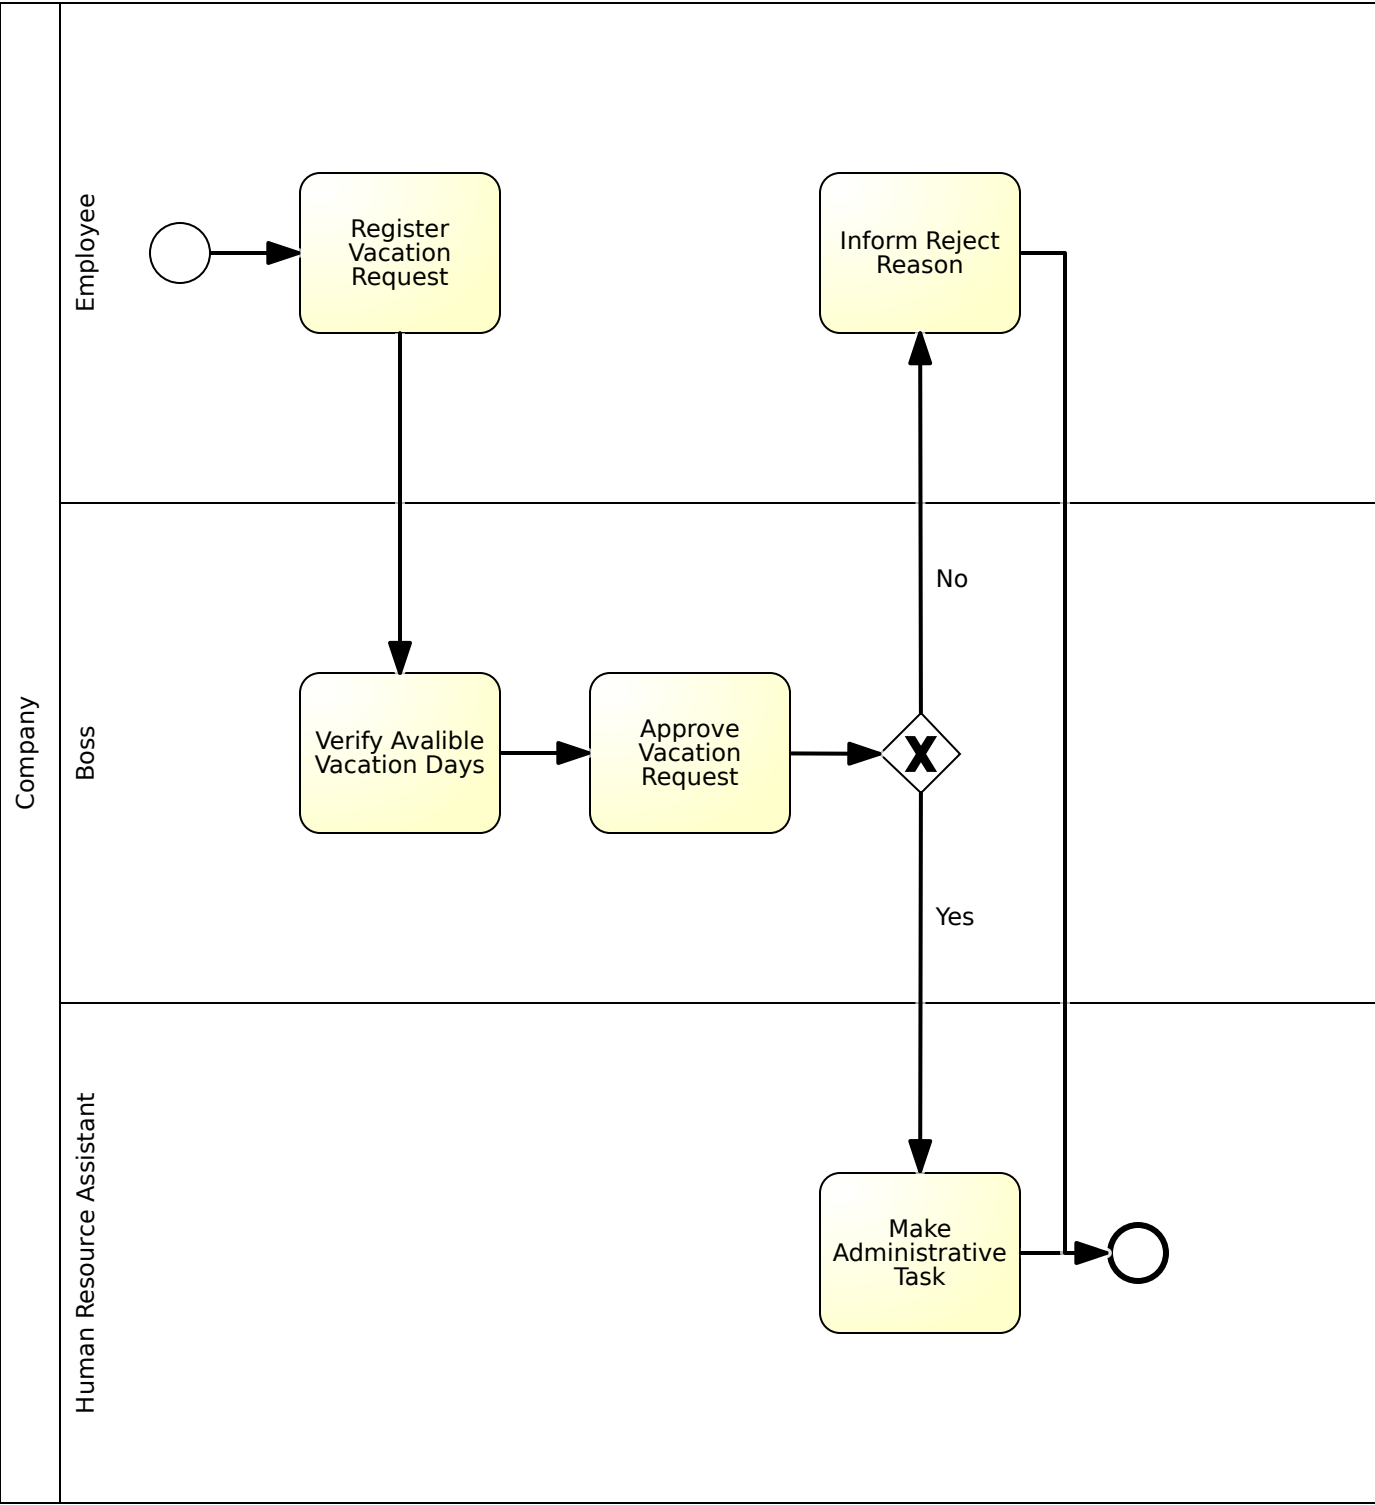 Company
Employee
Register
Vacation
Request
Inform Reject
Reason
No
Boss
Verify Avalible
Vacation Days
Approve
Vacation
Request
X
Yes
Human Resource Assistant
Make
Administrative
Task